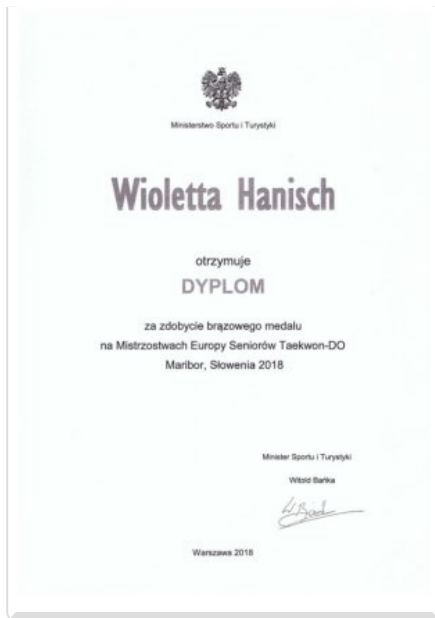 Ministerstwo Sportu i Turystyki
Wioletta Hanisch
otrzymuje
DYPLOM
za zdobycie brązowego medalu
na Mistrzostwach Europy Seniorów Taekwon-DO
Maribor, Słowenia 2018
Minister Sportu i Turystyki
Witold Bańka
Warszawa 2018